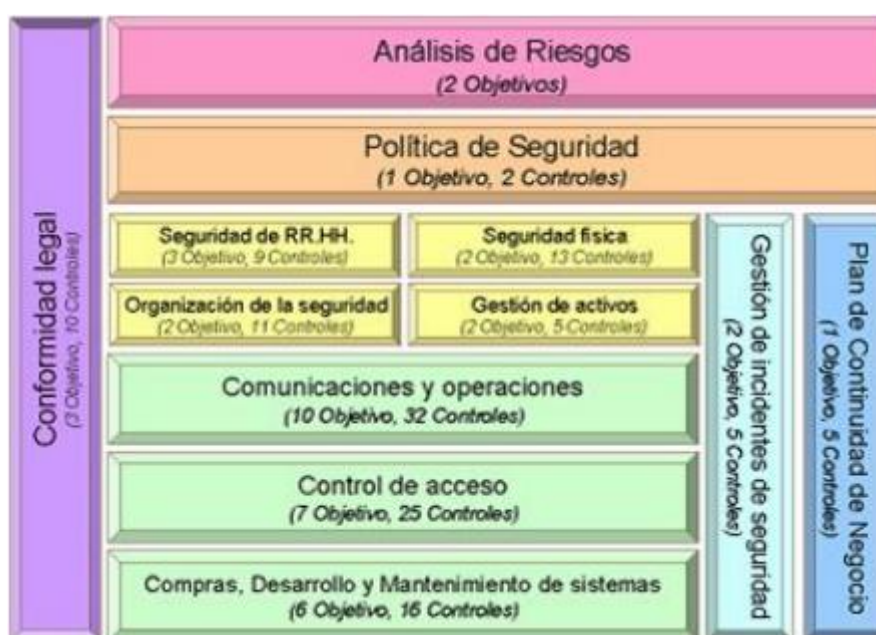 Análisis de Riesgos
(2 Objetivos)
Política de Seguridad
(1 Objetivo, 2 Controles)
Conformidad legal
(3 Objetivo, 10 Controles)
Seguridad de RR.HH.
(3 Objetivo, 9 Controles)
Seguridad física
(2 Objetivo, 13 Controles)
Organización de la seguridad
(2 Objetivo, 11 Controles)
Gestión de activos
(2 Objetivo, 5 Controles)
Comunicaciones y operaciones
(10 Objetivo, 32 Controles)
Control de acceso
(7 Objetivo, 25 Controles)
Compras, Desarrollo y Mantenimiento de sistemas
(6 Objetivo, 16 Controles)
Gestión de incidentes de seguridad
(2 Objetivo, 5 Controles)
Plan de Continuidad de Negocio
(1 Objetivo, 5 Controles)